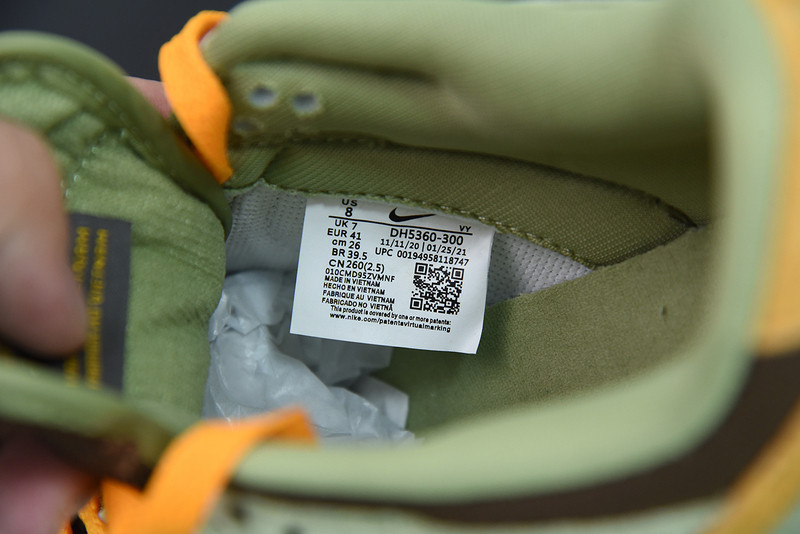 US
8
UK 7
EUR 41
cm 26
BR 39.5
CN 260(2.5)
VY
DH5360-300
11/11/20 | 01/25/21
UPC 00194958118747
010CMD95ZVMNF
MADE IN VIETNAM
HECHO EN VIETNAM
FABRIQUE AU VIETNAM
FABRICADO NO VIETNÃ
This product is covered by one or more patents:
www.nike.com/patentsvirtualmarking